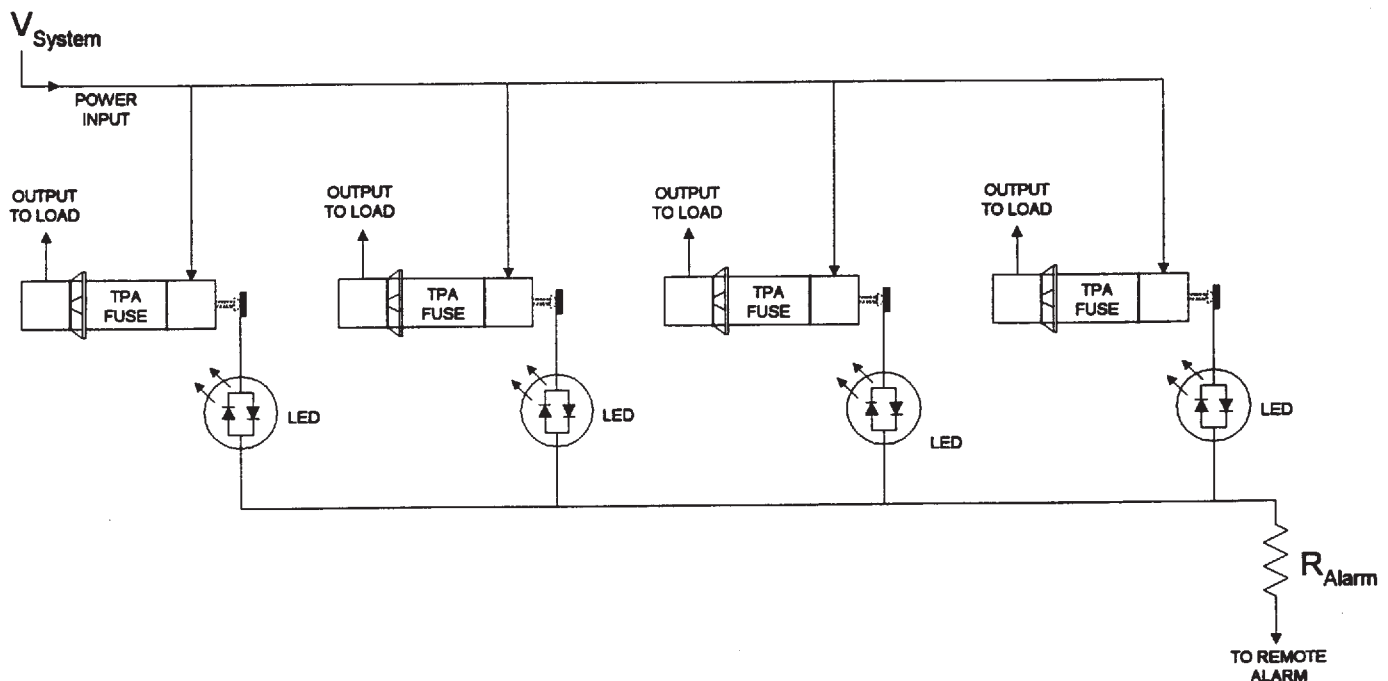 V System
POWER
INPUT
OUTPUT
TO LOAD
OUTPUT
TO LOAD
OUTPUT
TO LOAD
OUTPUT
TO LOAD
TPA
FUSE
TPA
FUSE
TPA
FUSE
TPA
FUSE
LED
LED
LED
LED
R Alarm
TO REMOTE
ALARM